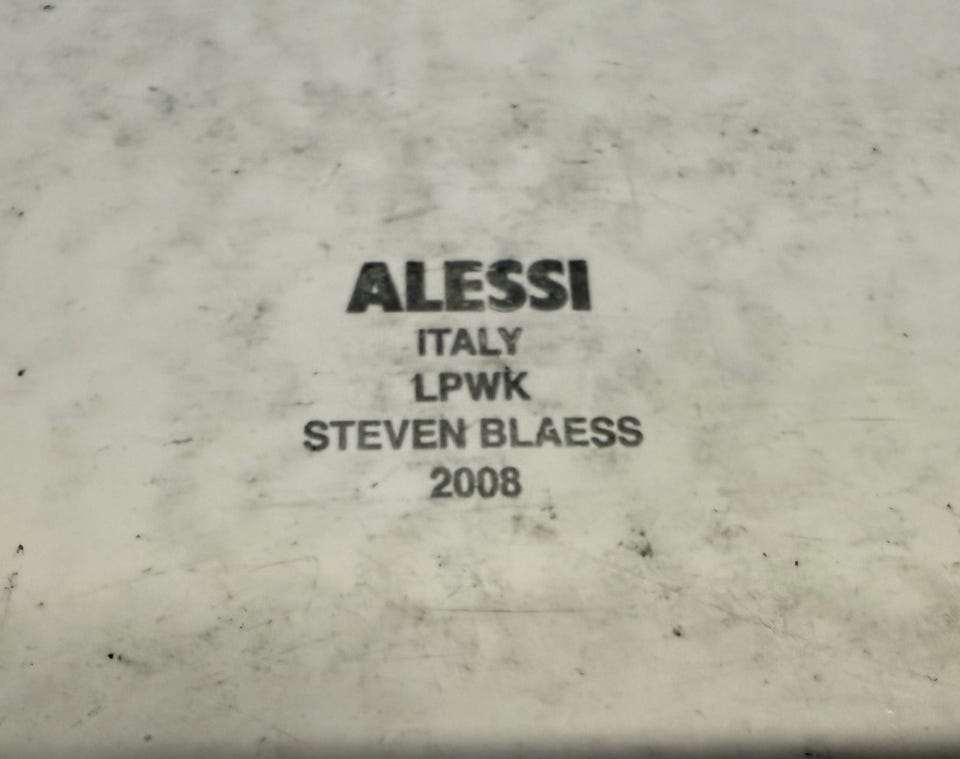 ALESSI
ITALY
LPWK
STEVEN BLAESS
2008